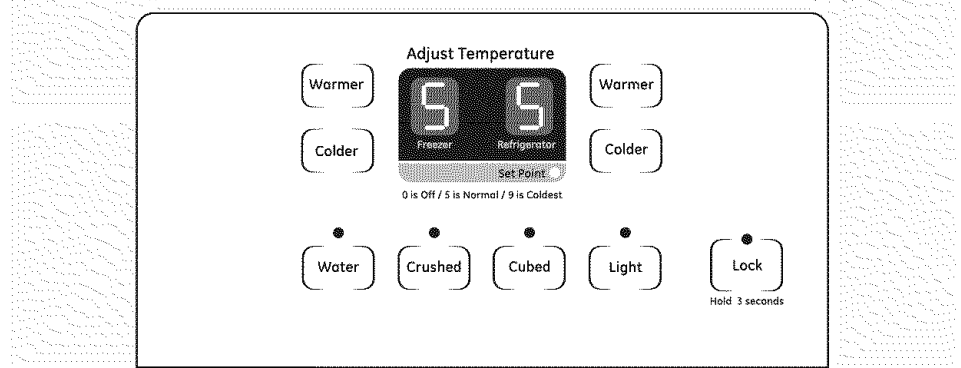 Adjust Temperature
Warmer
5 5
Warmer
Colder
Freezer Refrigerator
Colder
Set Point
0 is Off / 5 is Normal / 9 is Coldest
Water
Crushed
Cubed
Light
Lock
Hold 3 seconds